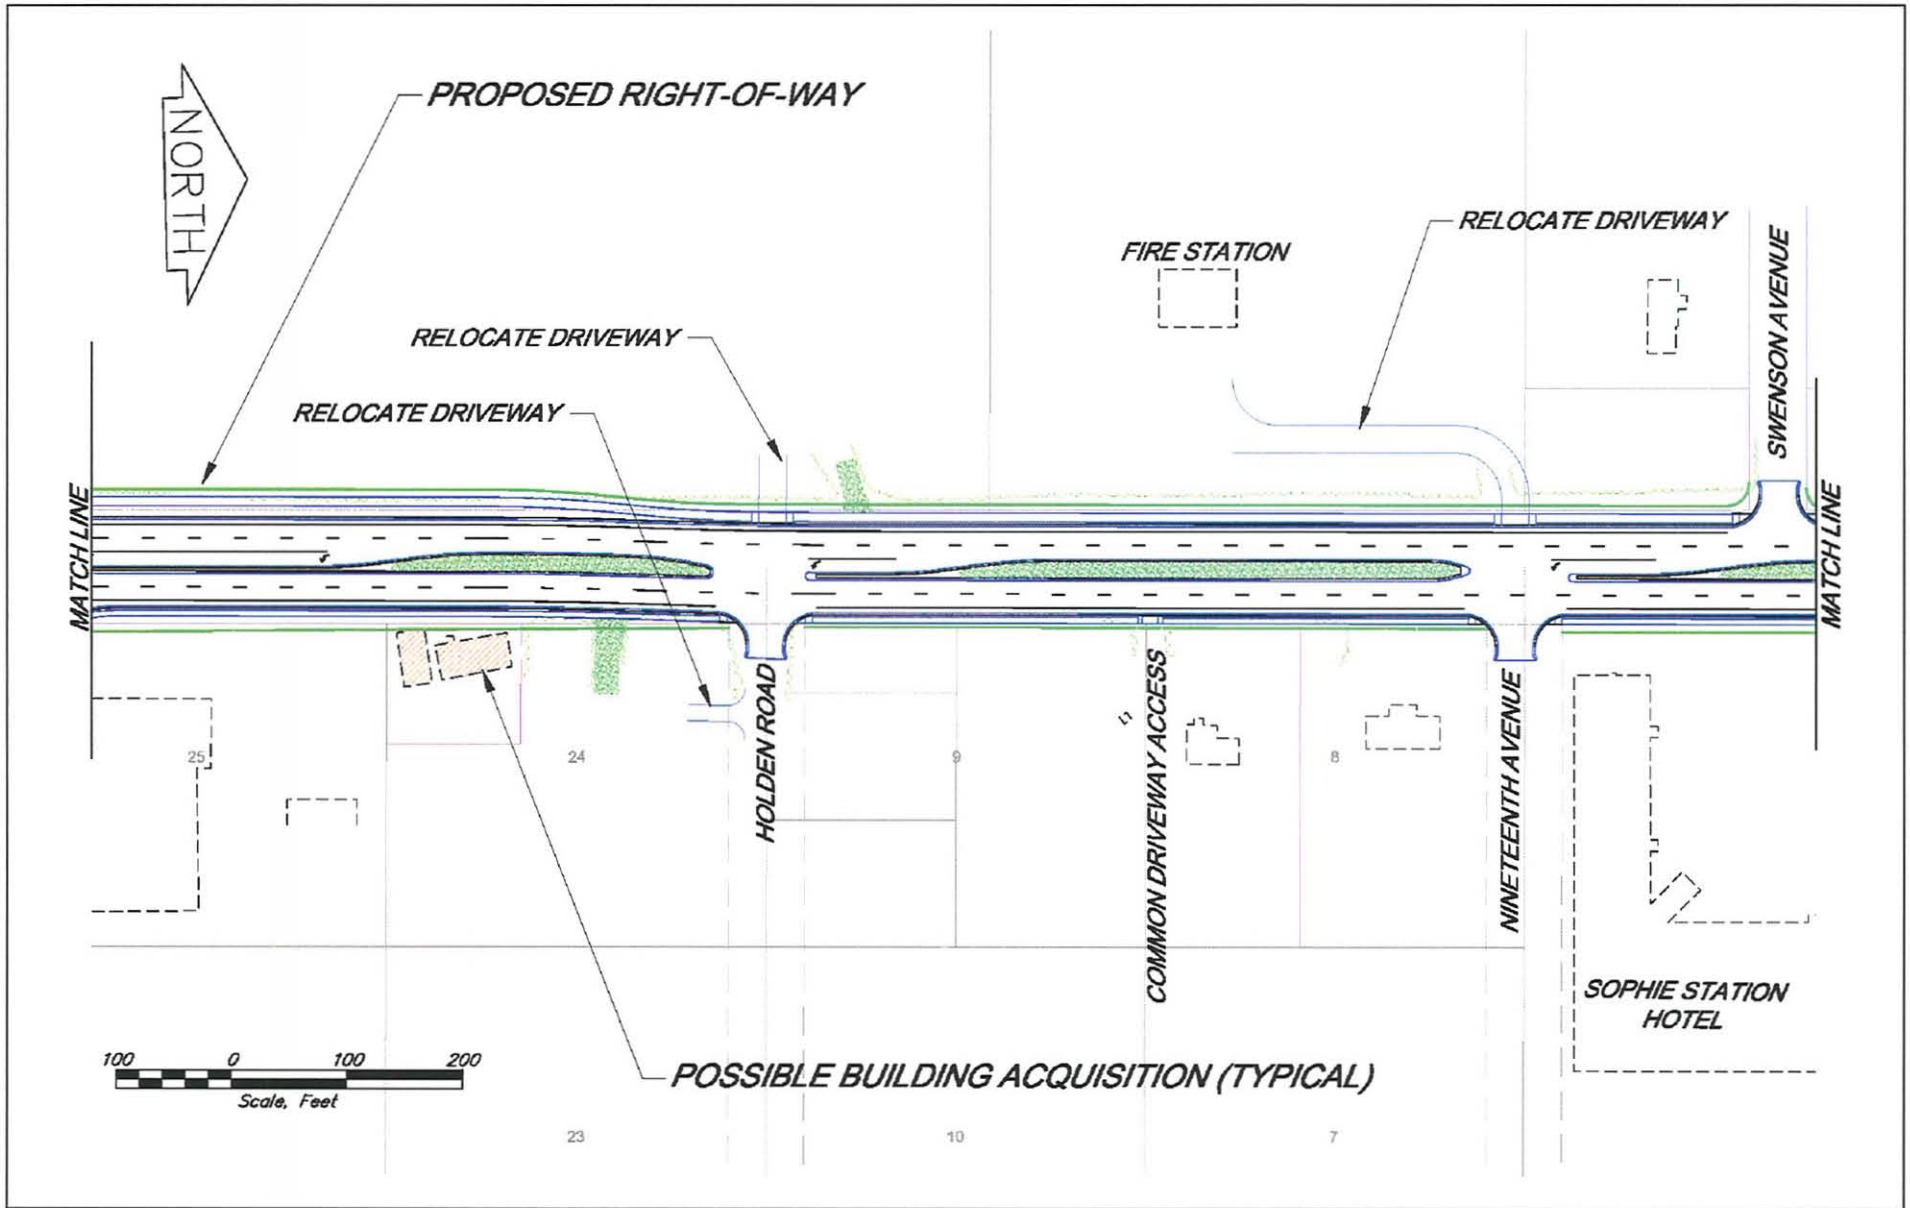 NORTH
PROPOSED RIGHT-OF-WAY
RELOCATE DRIVEWAY
FIRE STATION
SWENSON AVENUE
RELOCATE DRIVEWAY
RELOCATE DRIVEWAY
MATCH LINE
MATCH LINE
HOLDEN ROAD
COMMON DRIVEWAY ACCESS
NINETEENTH AVENUE
25
24
9
8
SOPHIE STATION
HOTEL
100 0 100 200
Scale, Feet
POSSIBLE BUILDING ACQUISITION (TYPICAL)
23
10
7